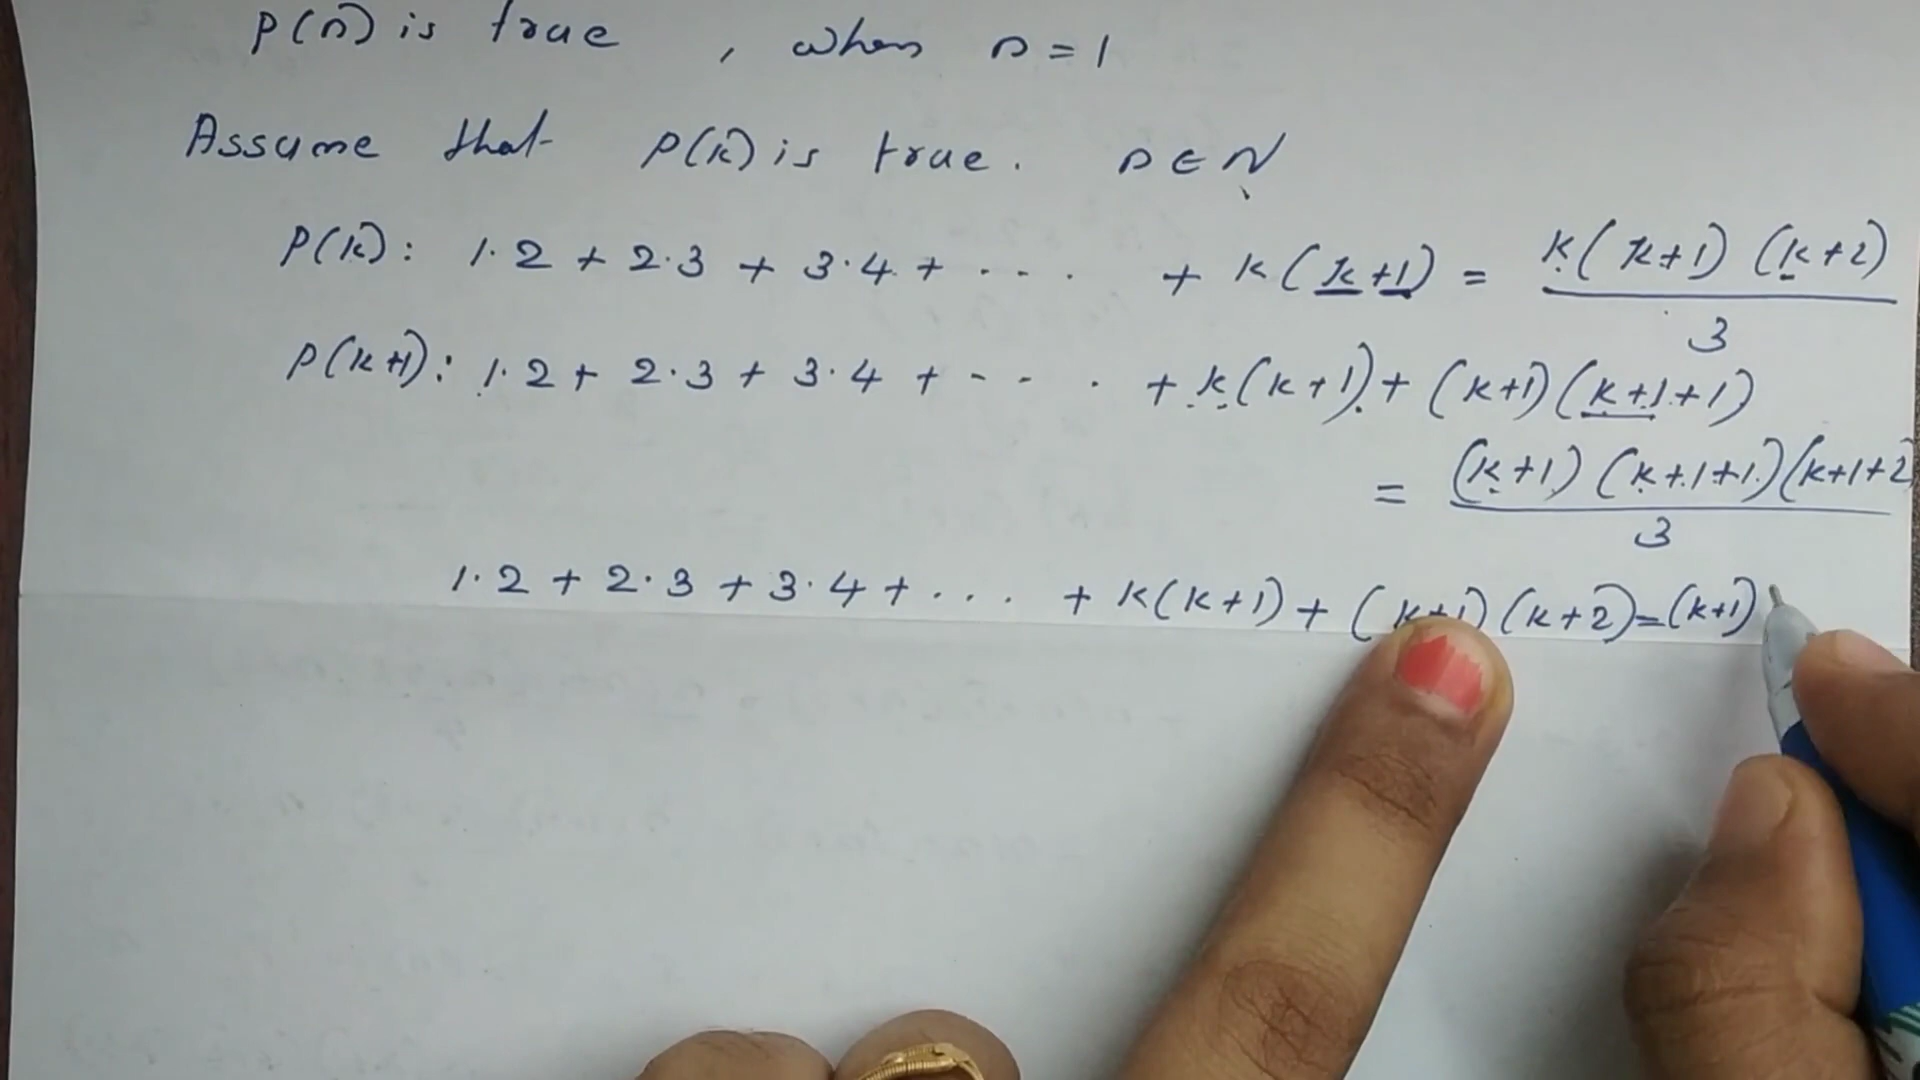 P(n) is true , when n = 1
Assume that P(k) is true. n ∈ N
P(k): 1.2 + 2.3 + 3.4 + . . . + k(k+1) = k(k+1)(k+2)/3
P(k+1): 1.2 + 2.3 + 3.4 + - - . + k(k+1) + (k+1)(k+1+1)
= (k+1)(k+1+1)(k+1+2)/3
1.2 + 2.3 + 3.4 + . . . + k(k+1) + (k+1)(k+2) = (k+1)